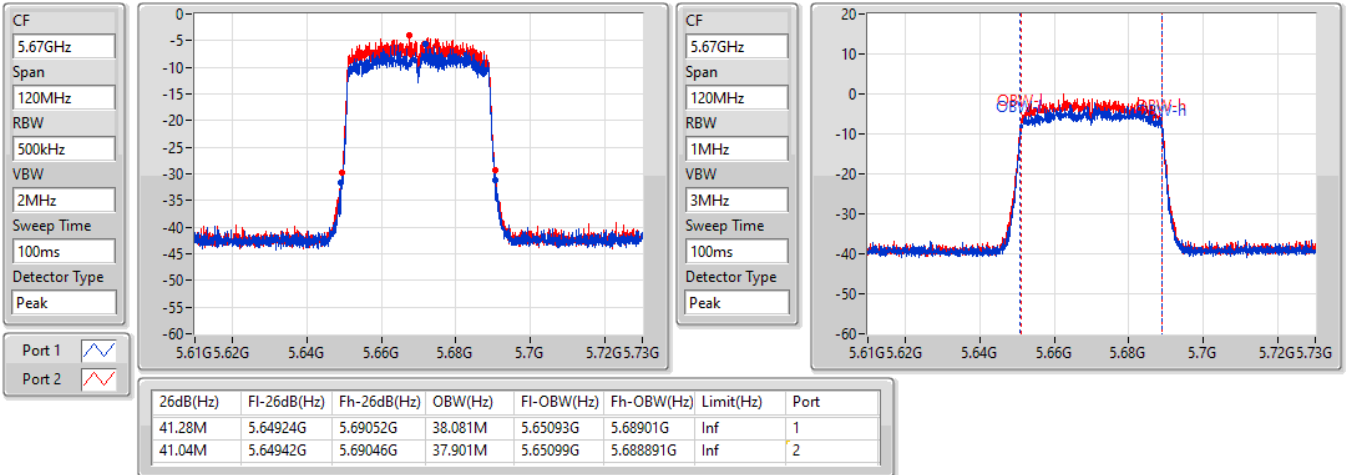 CF
5.67GHz
Span
120MHz
RBW
500kHz
VBW
2MHz
Sweep Time
100ms
Detector Type
Peak
Port 1
Port 2
0
-5
-10
-15
-20
-25
-30
-35
-40
-45
-50
-55
-60
5.61G 5.62G 5.64G 5.66G 5.68G 5.7G 5.72G 5.73G
CF
5.67GHz
Span
120MHz
RBW
1MHz
VBW
3MHz
Sweep Time
100ms
Detector Type
Peak
20
10
0
-10
-20
-30
-40
-50
-60
OBW-h
5.61G 5.62G 5.64G 5.66G 5.68G 5.7G 5.72G 5.73G
26dB(Hz) Fl-26dB(Hz) Fh-26dB(Hz) OBW(Hz) Fl-OBW(Hz) Fh-OBW(Hz) Limit(Hz) Port
41.28M 5.64924G 5.69052G 38.081M 5.65093G 5.68901G Inf 1
41.04M 5.64942G 5.69046G 37.901M 5.65099G 5.688891G Inf 2